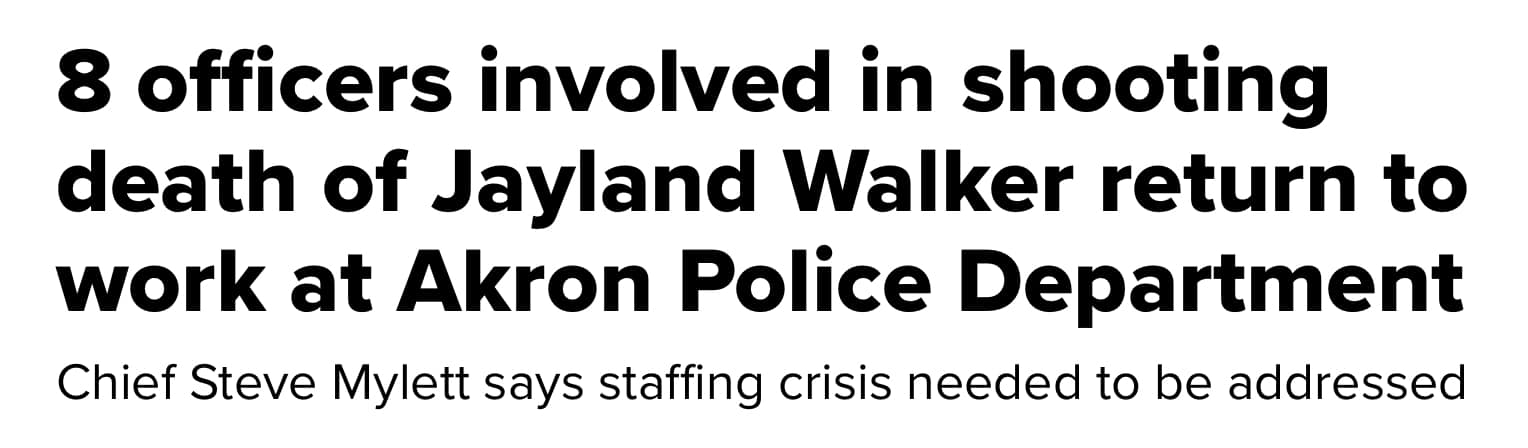 8 officers involved in shooting
death of Jayland Walker return to
work at Akron Police Department
Chief Steve Mylett says staffing crisis needed to be addressed